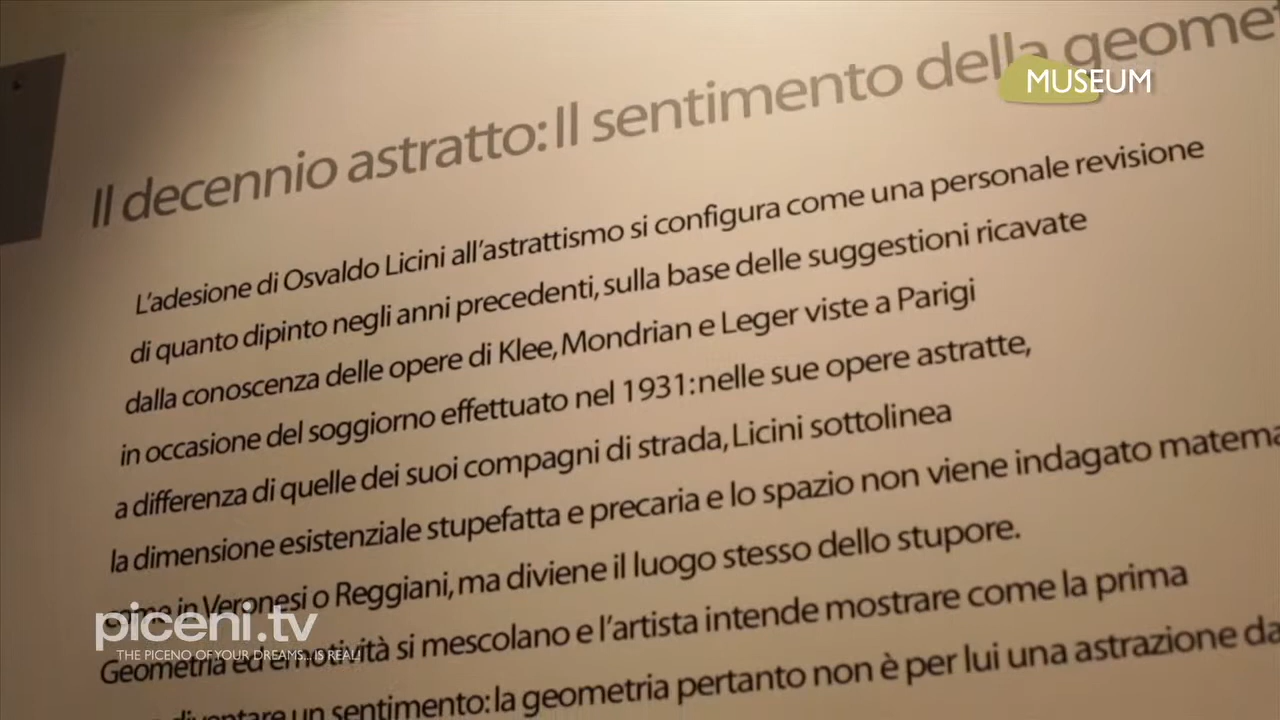 MUSEUM
Il decennio astratto: Il sentimento della geomet
L'adesione di Osvaldo Licini all'astrattismo si configura come una personale revisione
di quanto dipinto negli anni precedenti, sulla base delle suggestioni ricavate
dalla conoscenza delle opere di Klee, Mondrian e Leger viste a Parigi
in occasione del soggiorno effettuato nel 1931: nelle sue opere astratte,
a differenza di quelle dei suoi compagni di strada, Licini sottolinea
la dimensione esistenziale stupefatta e precaria e lo spazio non viene indagato matema
come in Veronesi o Reggiani, ma diviene il luogo stesso dello stupore.
Geometria ed emotività si mescolano e l'artista intende mostrare come la prima
diventare un sentimento: la geometria pertanto non è per lui una astrazione da
piceni.tv
THE PICENO OF YOUR DREAMS... IS REAL!